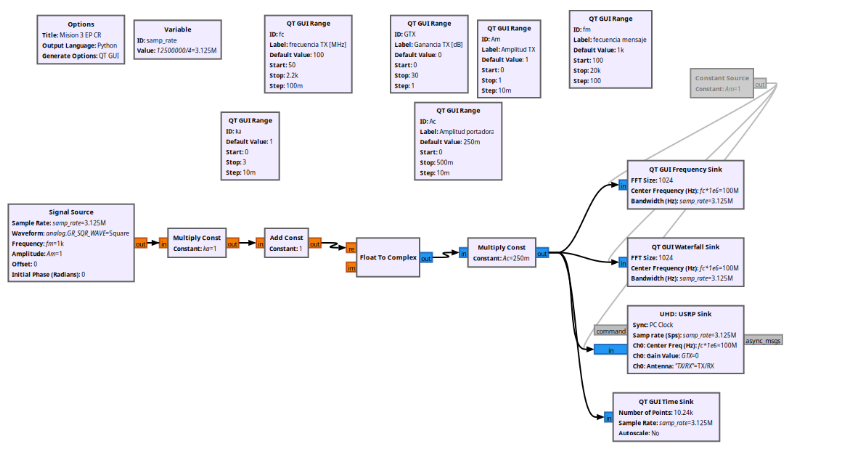 Options
Title: Mision 3 EP CR
Output Language: Python
Generate Options: QT GUI
Variable
ID: samp_rate
Value: 12500000/4=3.125M
QT GUI Range
ID: fc
Label: frecuencia TX [MHz]
Default Value: 100
Start: 50
Stop: 2.2k
Step: 100m
QT GUI Range
ID: GTX
Label: Ganancia TX [dB]
Default Value: 0
Start: 0
Stop: 30
Step: 1
QT GUI Range
ID: Am
Label: Amplitud TX
Default Value: 1
Start: 0
Stop: 1
Step: 10m
QT GUI Range
ID: fm
Label: fecuencia mensaje
Default Value: 1k
Start: 100
Stop: 20k
Step: 100
Constant Source
Constant: Am=1
out
QT GUI Range
ID: ka
Default Value: 1
Start: 0
Stop: 3
Step: 10m
QT GUI Range
ID: Ac
Label: Amplitud portadora
Default Value: 250m
Start: 0
Stop: 500m
Step: 10m
Signal Source
Sample Rate: samp_rate=3.125M
Waveform: analog.GR_SQR_WAVE=Square
Frequency: fm=1k
Amplitude: Am=1
Offset: 0
Initial Phase (Radians): 0
out
in
Multiply Const
Constant: ka=1
out
in
Add Const
Constant: 1
out
re
im
Float To Complex
out
in
Multiply Const
Constant: Ac=250m
out
in
QT GUI Frequency Sink
FFT Size: 1024
Center Frequency (Hz): fc*1e6=100M
Bandwidth (Hz): samp_rate=3.125M
in
QT GUI Waterfall Sink
FFT Size: 1024
Center Frequency (Hz): fc*1e6=100M
Bandwidth (Hz): samp_rate=3.125M
command
in
UHD: USRP Sink
Sync: PC Clock
Samp rate (Sps): samp_rate=3.125M
Ch0: Center Freq (Hz): fc*1e6=100M
Ch0: Gain Value: GTX=0
Ch0: Antenna: "TX/RX"=TX/RX
async_msgs
in
QT GUI Time Sink
Number of Points: 10.24k
Sample Rate: samp_rate=3.125M
Autoscale: No